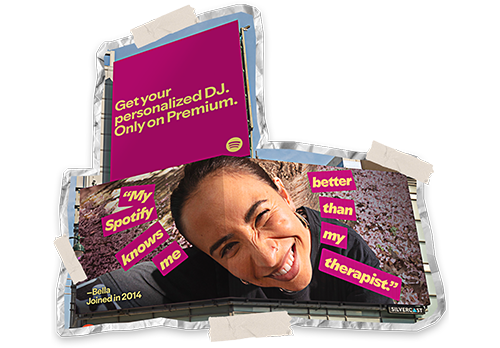 Get your
personalized DJ.
Only on Premium.
"My
Spotify
knows
me
better
than
my
therapist."
—Bella
Joined in 2014
SILVERCAST